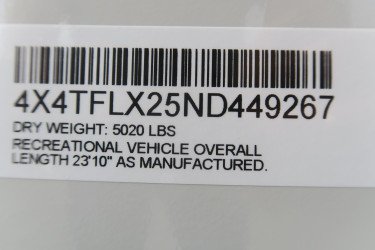 4X4TFLX25ND449267
DRY WEIGHT: 5020 LBS
RECREATIONAL VEHICLE OVERALL
LENGTH 23'10" AS MANUFACTURED.